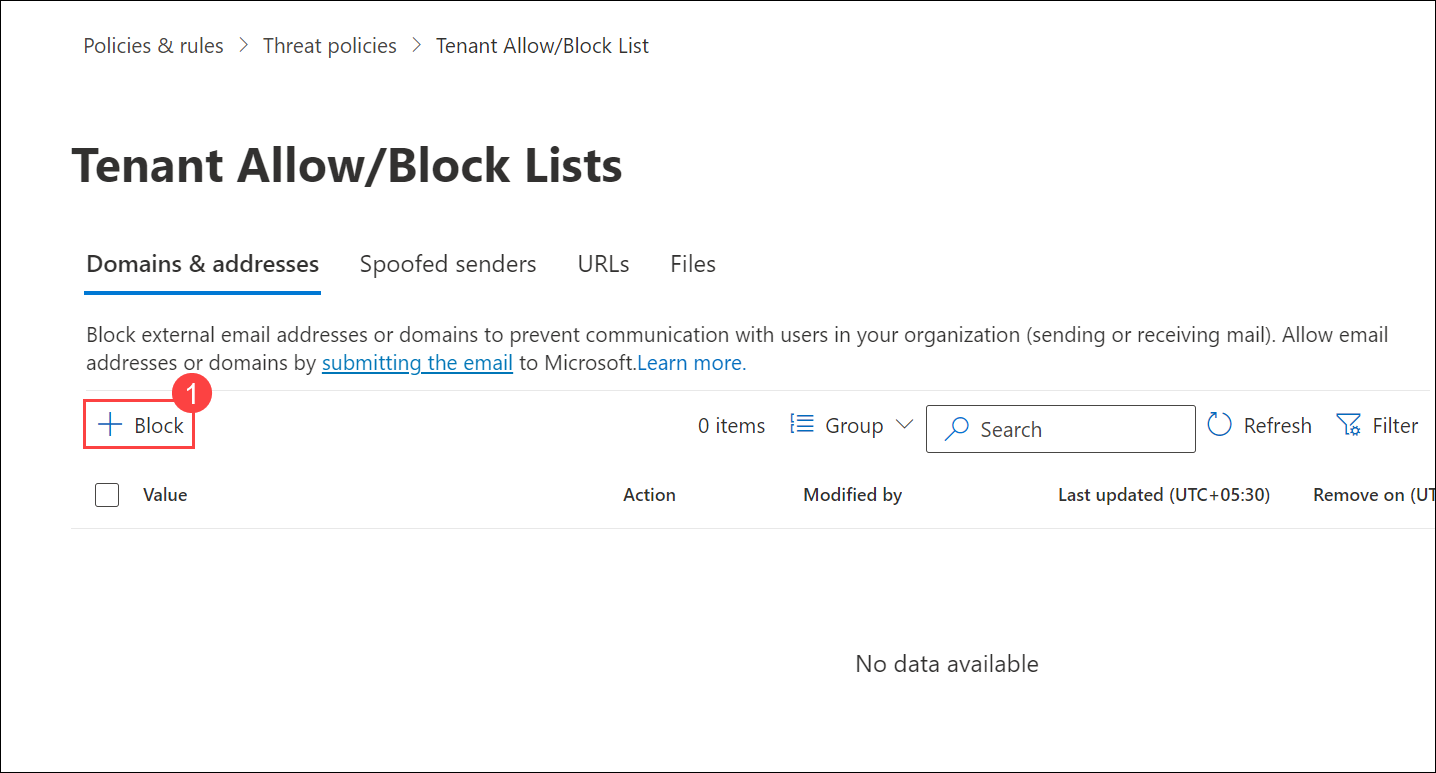 Policies & rules > Threat policies > Tenant Allow/Block List
Tenant Allow/Block Lists
Domains & addresses Spoofed senders URLs Files
Block external email addresses or domains to prevent communication with users in your organization (sending or receiving mail). Allow email
addresses or domains by submitting the email to Microsoft.Learn more.
1
Block 0 items Group Search Refresh Filter
Value Action Modified by Last updated (UTC+05:30) Remove on (UT
No data available